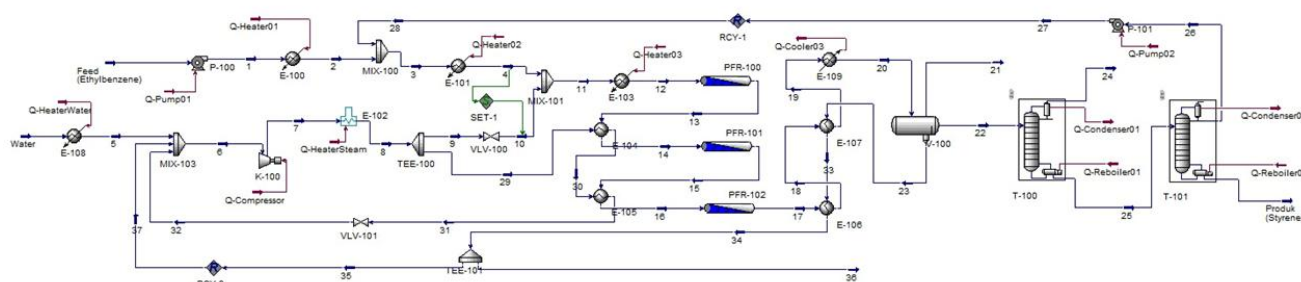 28
RCY-1
27
P-101
26
Q-Pump02
Q-Heater01
P-100
1
E-100
2
MIX-100
3
Q-Heater02
E-101
4
SET-1
MIX-101
11
Q-Heater03
E-103
12
PFR-100
Feed
(Ethylbenzene)
Q-Pump01
Q-Cooler03
E-109
20
21
24
19
13
Q-HeaterWater
Water
E-108
5
MIX-103
6
7
K-100
Q-Compressor
E-102
Q-HeaterSteam
8
TEE-100
9
VLV-100
10
29
E-104
14
PFR-101
15
30
E-105
16
PFR-102
17
18
E-107
33
E-106
23
V-100
22
Q-Condenser01
Q-Reboiler01
T-100
25
Q-Condenser0
Q-Reboiler0
T-101
Produk
(Styrene
37
32
VLV-101
31
34
TEE-101
35
36